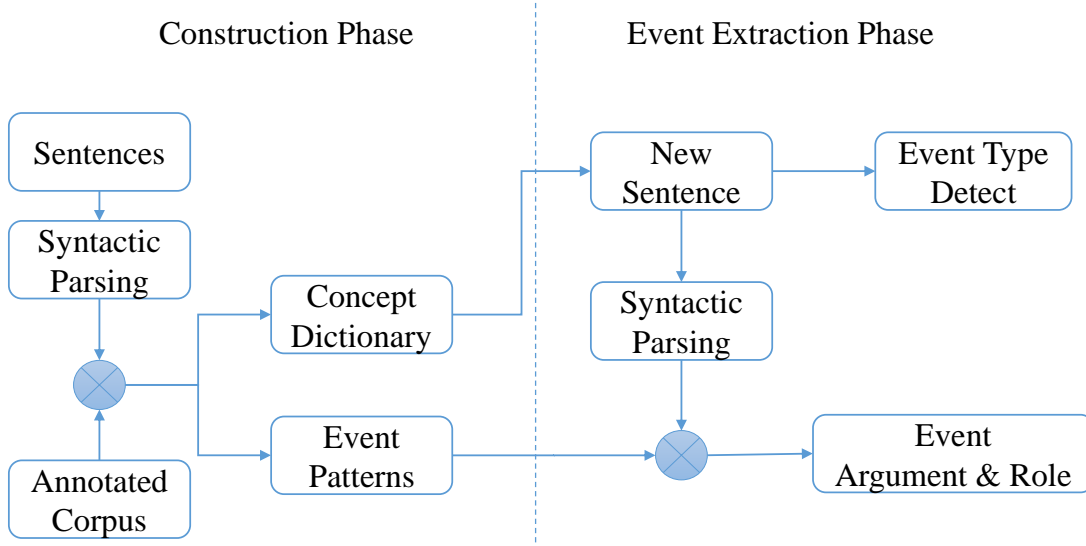 Construction Phase
Event Extraction Phase
Sentences
Syntactic
Parsing
Annotated
Corpus
Concept
Dictionary
Event
Patterns
New
Sentence
Event Type
Detect
Syntactic
Parsing
Event
Argument & Role